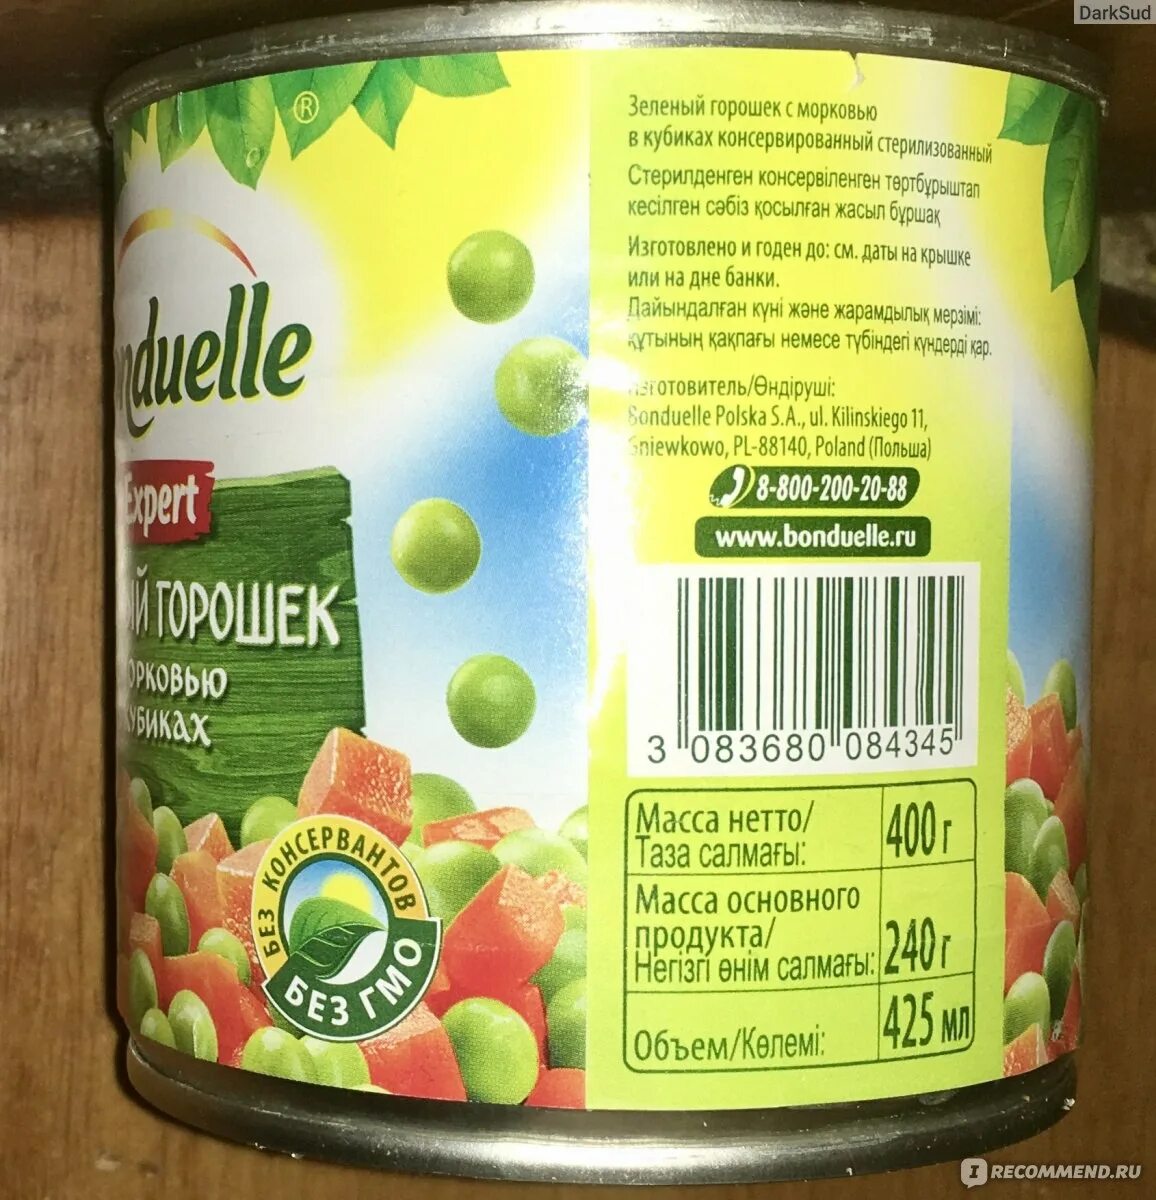 DarkSud
®
Expert
ГОРОШЕК
БЕЗ КОНСЕРВАНТОВ
БЕЗ ГМО
Зеленый горошек с морковью
в кубиках консервированный стерилизованный
Стерилденген консервіленген төртбұрыштап
кесілген сәбіз қосылған жасыл бұршақ
Изготовлено и годен до: см. даты на крышке
или на дне банки.
Дайындалған күні және жарамдылық мерзімі:
құтының қақпағы немесе түбіндегі күндерді қар.
Изготовитель/Өндіруші:
Bonduelle Polska S.A., ul. Kilinskiego 11,
Gniewkowo, PL-88140, Poland (Польша)
8-800-200-20-88
www.bonduelle.ru
3 083680 084345
Масса нетто/
Таза салмағы: 400 г
Масса основного
продукта/
Негізгі өнім салмағы: 240 г
Объем/Көлемі: 425 мл
IRECOMMEND.RU